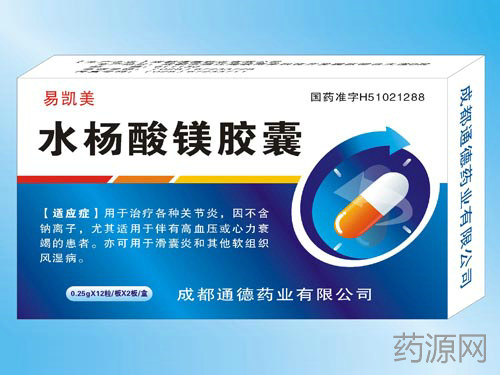 易凯美
国药准字H51021288
水杨酸镁胶囊
【适应症】用于治疗各种关节炎，因不含
钠离子，尤其适用于伴有高血压或心力衰
竭的患者。亦可用于滑囊炎和其他软组织
风湿病。
0.25gX12粒/板X2板/盒
成都通德药业有限公司
成都通德药业有限公司
药源网